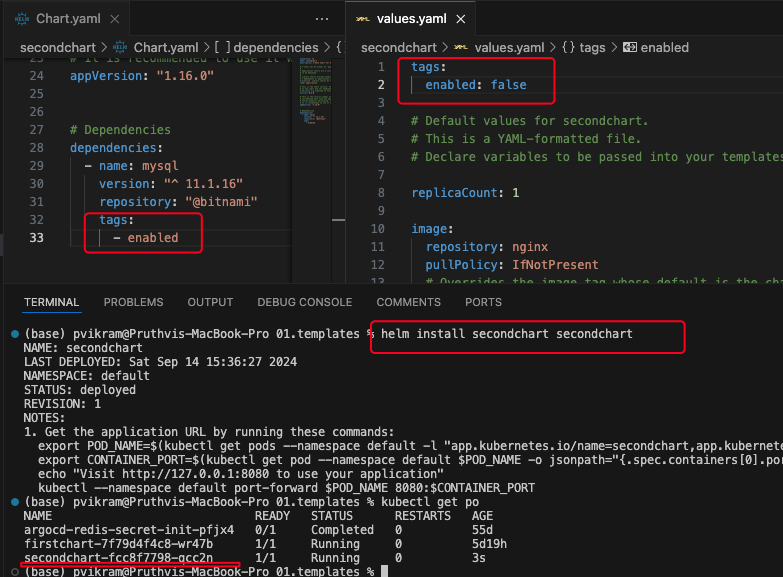 Chart.yaml
secondchart > Chart.yaml > [ ] dependencies > {
24 appVersion: "1.16.0"
25
26
27 # Dependencies
28 dependencies:
29 - name: mysql
30 version: "^ 11.1.16"
31 repository: "@bitnami"
32 tags:
33 - enabled
values.yaml
secondchart > values.yaml > { } tags > enabled
1 tags:
2 enabled: false
3
4 # Default values for secondchart.
5 # This is a YAML-formatted file.
6 # Declare variables to be passed into your templates
7
8 replicaCount: 1
9
10 image:
11 repository: nginx
12 pullPolicy: IfNotPresent
13 # Overrides the image tag whose default is the cha
TERMINAL PROBLEMS OUTPUT DEBUG CONSOLE COMMENTS PORTS
(base) pvikram@Pruthvis-MacBook-Pro 01.templates % helm install secondchart secondchart
NAME: secondchart
LAST DEPLOYED: Sat Sep 14 15:36:27 2024
NAMESPACE: default
STATUS: deployed
REVISION: 1
NOTES:
1. Get the application URL by running these commands:
export POD_NAME=$(kubectl get pods --namespace default -l "app.kubernetes.io/name=secondchart,app.kuberne
export CONTAINER_PORT=$(kubectl get pod --namespace default $POD_NAME -o jsonpath="{.spec.containers[0].po
echo "Visit http://127.0.0.1:8080 to use your application"
kubectl --namespace default port-forward $POD_NAME 8080:$CONTAINER_PORT
(base) pvikram@Pruthvis-MacBook-Pro 01.templates % kubectl get po
NAME READY STATUS RESTARTS AGE
argocd-redis-secret-init-pfjx4 0/1 Completed 0 55d
firstchart-7f79d4f4c8-wr47b 1/1 Running 0 5d19h
secondchart-fcc8f7798-gcc2n 1/1 Running 0 3s
(base) pvikram@Pruthvis-MacBook-Pro 01.templates %